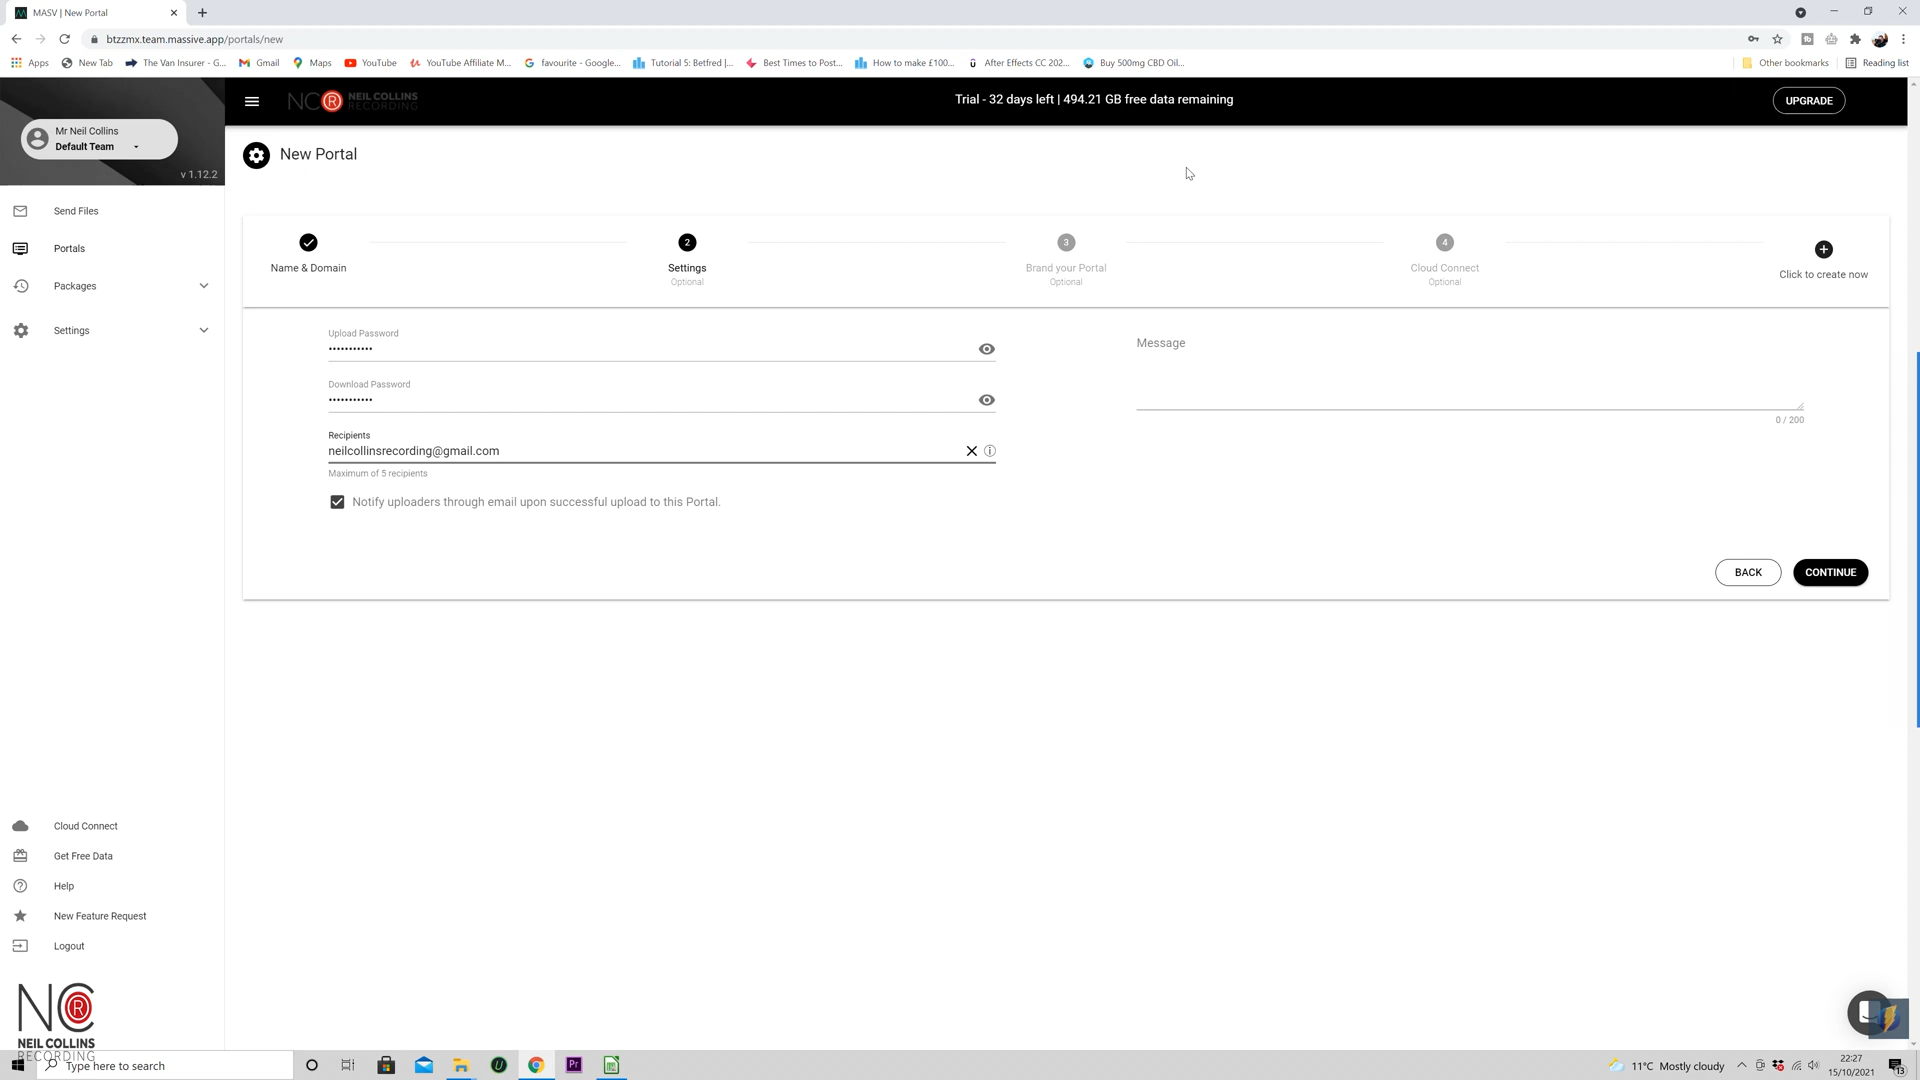 MASV | New Portal
btzzmx.team.massive.app/portals/new
Apps
New Tab
The Van Insurer - G...
Gmail
Maps
YouTube
YouTube Affiliate M...
favourite - Google...
Tutorial 5: Betfred |...
Best Times to Post...
How to make £100...
After Effects CC 202...
Buy 500mg CBD Oil...
Other bookmarks
Reading list
NC R NEIL COLLINS
RECORDING
Trial - 32 days left | 494.21 GB free data remaining
UPGRADE
Mr Neil Collins
Default Team
v 1.12.2
Send Files
Portals
Packages
Settings
New Portal
Name & Domain
2
Settings
Optional
3
Brand your Portal
Optional
4
Cloud Connect
Optional
Click to create now
Upload Password
•••••••••••
Download Password
•••••••••••
Recipients
neilcollinsrecording@gmail.com
Maximum of 5 recipients
Notify uploaders through email upon successful upload to this Portal.
Message
0 / 200
BACK
CONTINUE
Cloud Connect
Get Free Data
Help
New Feature Request
Logout
NC R
NEIL COLLINS
RECORDING
Type here to search
Pr
11°C Mostly cloudy
22:27
15/10/2021
13